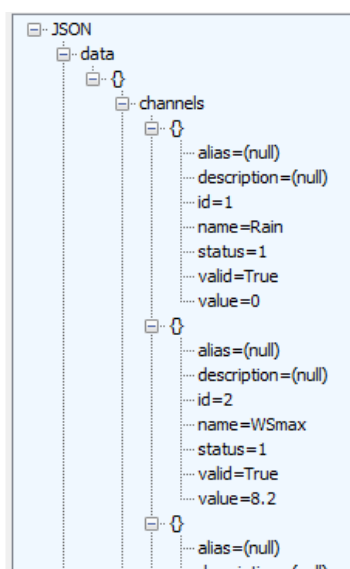 JSON
data
{}
channels
{}
alias=(null)
description=(null)
id=1
name=Rain
status=1
valid=True
value=0
{}
alias=(null)
description=(null)
id=2
name=WSmax
status=1
valid=True
value=8.2
{}
alias=(null)